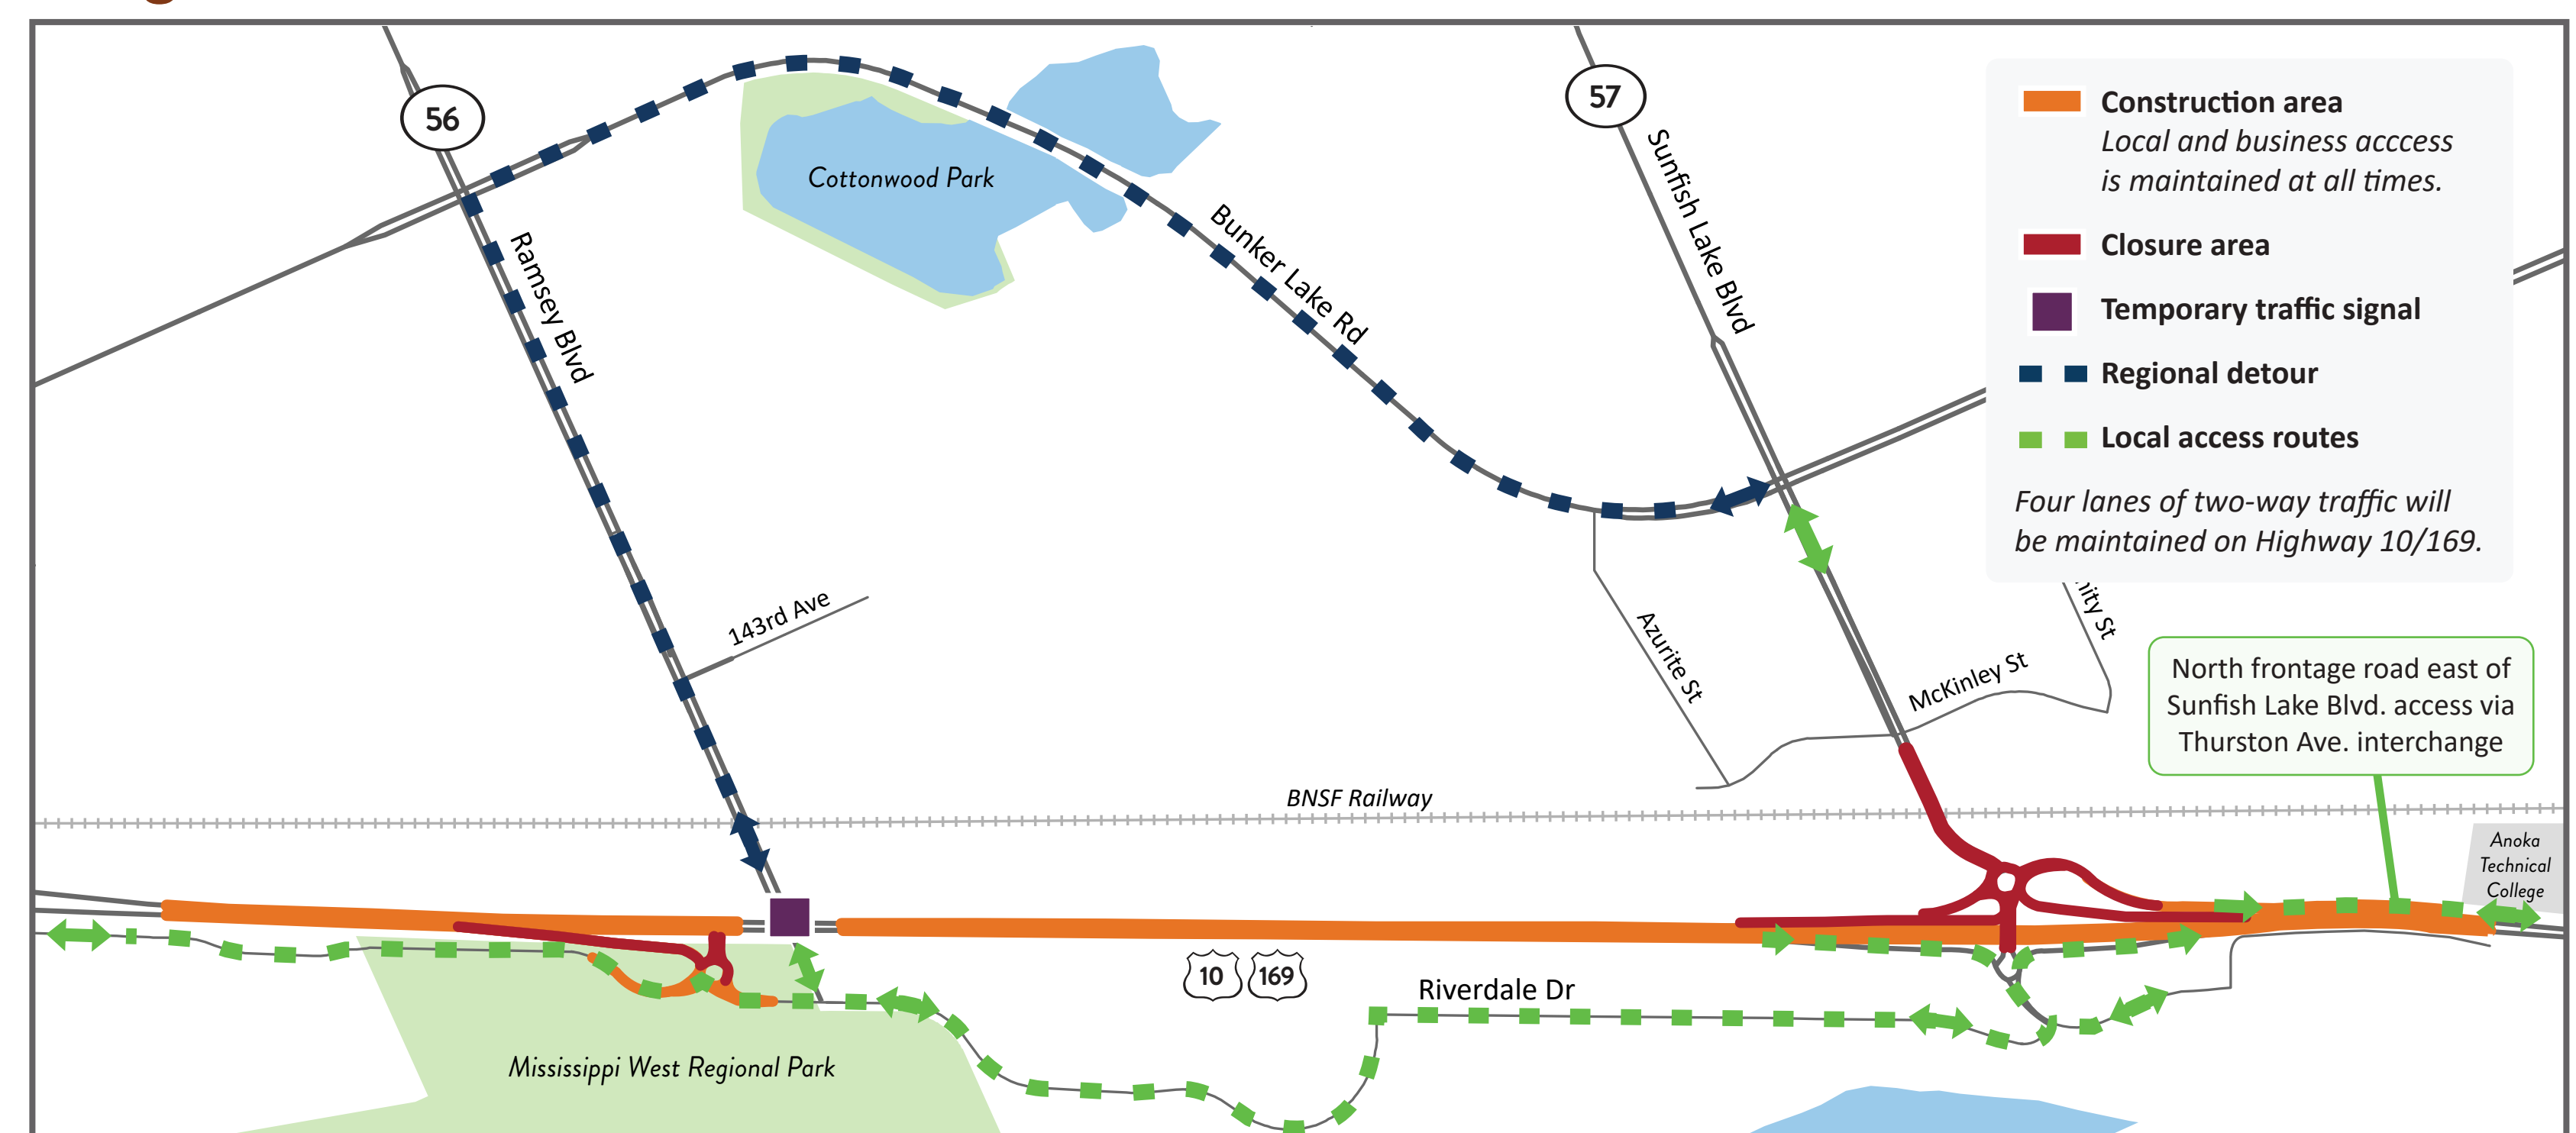 56
57
Cottonwood Park
Ramsey Blvd
Bunker Lake Rd
Sunfish Lake Blvd
Construction area
Local and business acccess
is maintained at all times.
Closure area
Temporary traffic signal
Regional detour
Local access routes
Four lanes of two-way traffic will
be maintained on Highway 10/169.
143rd Ave
Azurite St
McKinley St
St
North frontage road east of
Sunfish Lake Blvd. access via
Thurston Ave. interchange
BNSF Railway
Anoka
Technical
College
10 169
Riverdale Dr
Mississippi West Regional Park